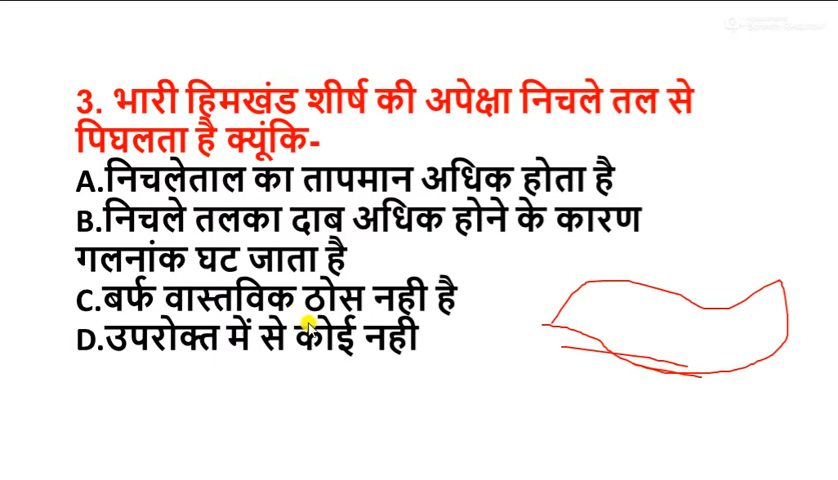 3. भारी हिमखंड शीर्ष की अपेक्षा निचले तल से
पिघलता है क्यूंकि-
A.निचलेताल का तापमान अधिक होता है
B.निचले तलका दाब अधिक होने के कारण
गलनांक घट जाता है
C.बर्फ वास्तविक ठोस नही है
D.उपरोक्त में से कोई नही